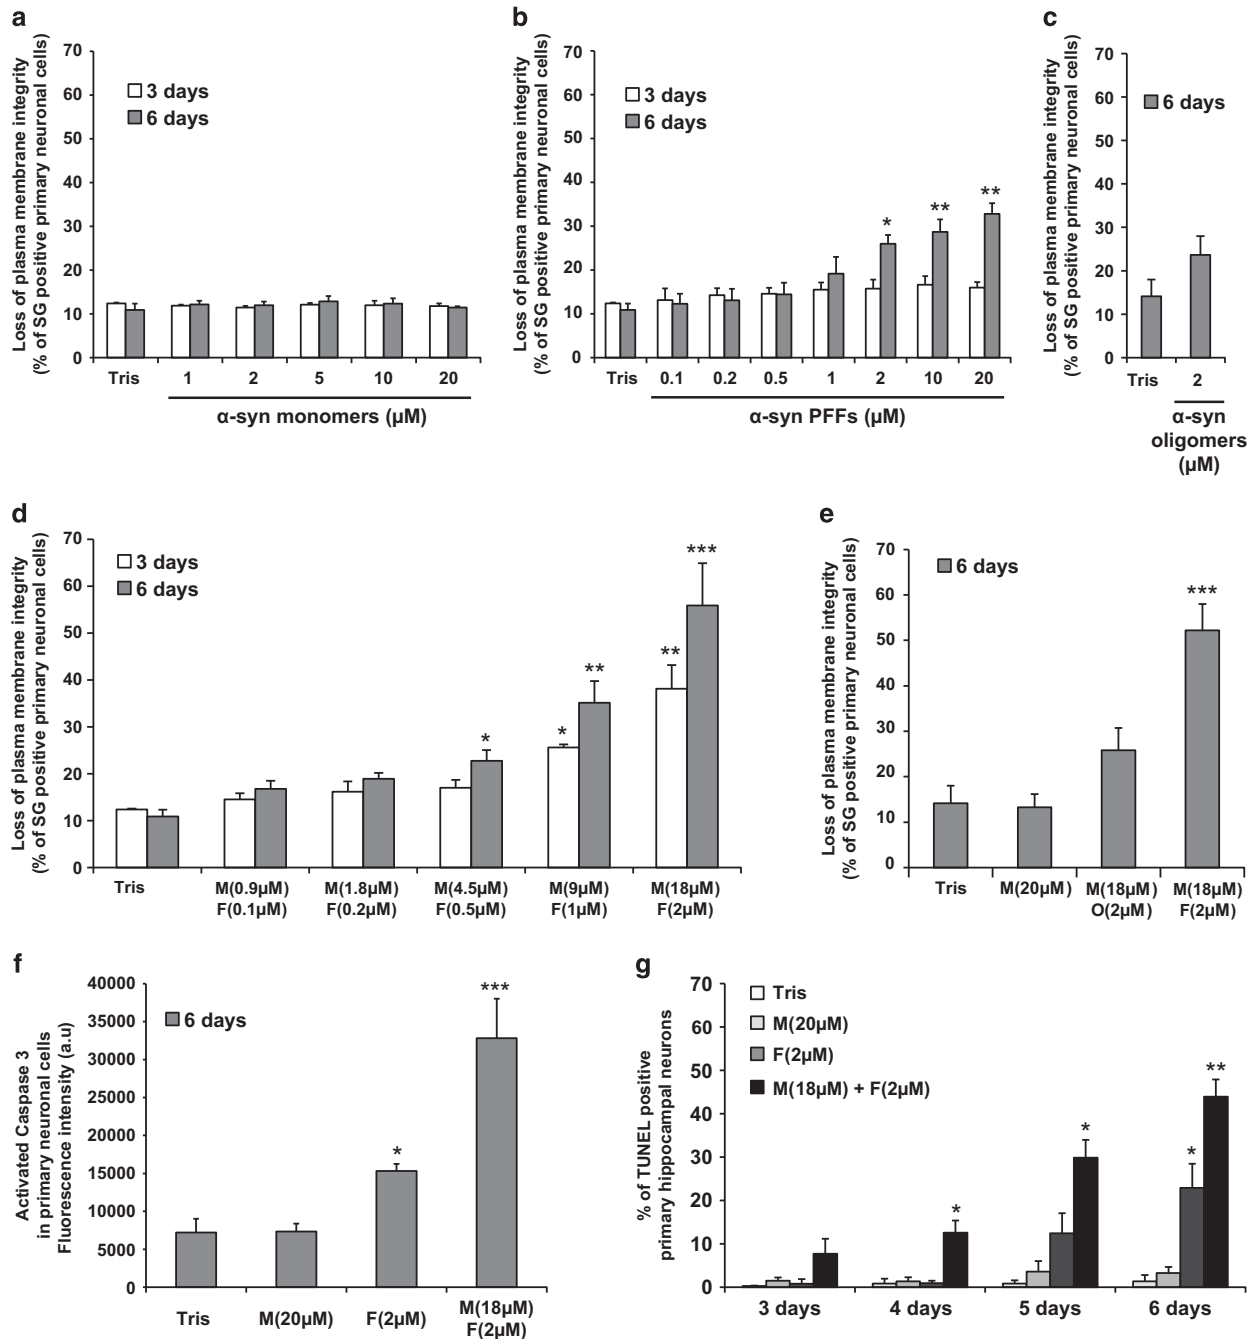 a
Loss of plasma membrane integrity
(% of SG positive primary neuronal cells)
70
60
50
40
30
20
10
0
3 days
6 days
Tris 1 2 5 10 20
α-syn monomers (µM)
b
Loss of plasma membrane integrity
(% of SG positive primary neuronal cells)
70
60
50
40
30
20
10
0
3 days
6 days
* ** **
Tris 0.1 0.2 0.5 1 2 10 20
α-syn PFFs (µM)
c
Loss of plasma membrane integrity
(% of SG positive primary neuronal cells)
70
60
50
40
30
20
10
0
6 days
Tris 2
α-syn
oligomers
(µM)
d
Loss of plasma membrane integrity
(% of SG positive primary neuronal cells)
70
60
50
40
30
20
10
0
3 days
6 days
* * ** ** ***
Tris M(0.9µM) M(1.8µM) M(4.5µM) M(9µM) M(18µM)
F(0.1µM) F(0.2µM) F(0.5µM) F(1µM) F(2µM)
e
Loss of plasma membrane integrity
(% of SG positive primary neuronal cells)
70
60
50
40
30
20
10
0
6 days
***
Tris M(20µM) M(18µM) M(18µM)
O(2µM) F(2µM)
f
Activated Caspase 3
in primary neuronal cells
Fluorescence intensity (a.u)
40000
35000
30000
25000
20000
15000
10000
5000
0
6 days
* ***
Tris M(20µM) F(2µM) M(18µM)
F(2µM)
g
% of TUNEL positive
primary hippocampal neurons
70
60
50
40
30
20
10
0
Tris
M(20µM)
F(2µM)
M(18µM) + F(2µM)
* * * **
3 days 4 days 5 days 6 days